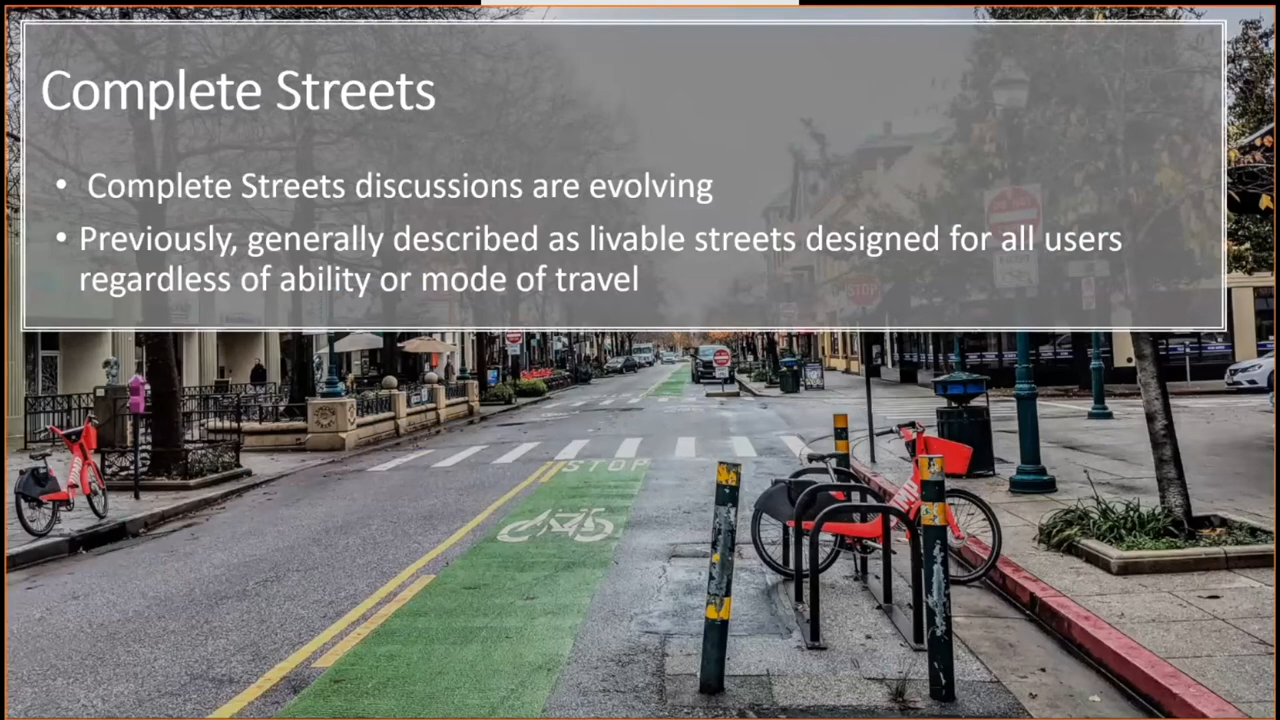 Complete Streets
• Complete Streets discussions are evolving
• Previously, generally described as livable streets designed for all users
regardless of ability or mode of travel
STOP
STOP